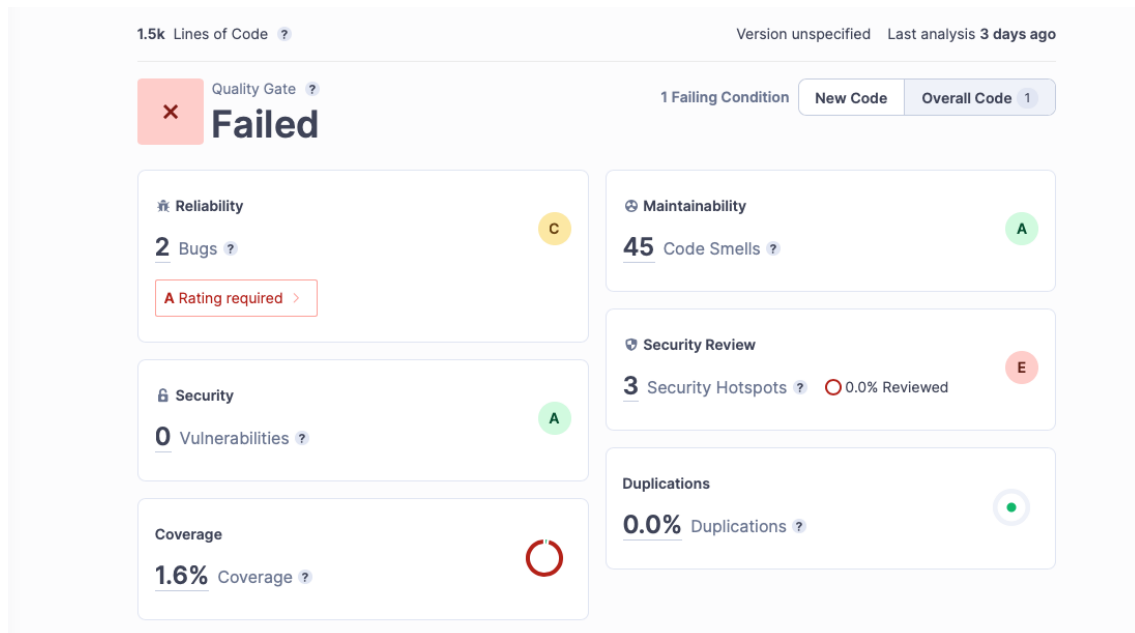 1.5k Lines of Code ?
Version unspecified Last analysis 3 days ago
Quality Gate ?
Failed
1 Failing Condition New Code Overall Code 1
Reliability
2 Bugs ?
C
A Rating required >
Maintainability
45 Code Smells ?
A
Security Review
3 Security Hotspots ? 0.0% Reviewed
E
Security
0 Vulnerabilities ?
A
Duplications
0.0% Duplications ?
Coverage
1.6% Coverage ?